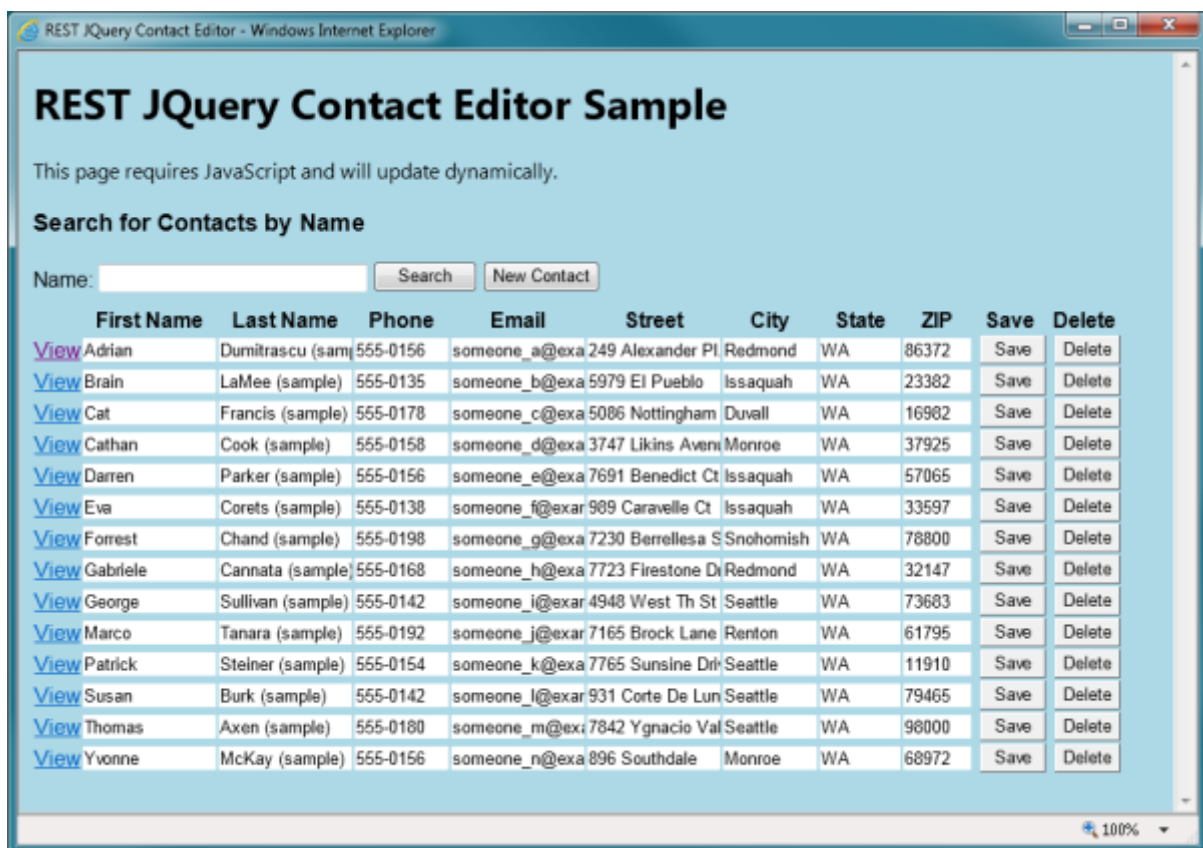 REST JQuery Contact Editor - Windows Internet Explorer
REST JQuery Contact Editor Sample
This page requires JavaScript and will update dynamically.
Search for Contacts by Name
Name: Search New Contact
First Name Last Name Phone Email Street City State ZIP Save Delete
View Adrian Dumitrascu (sam 555-0156 someone_a@exa 249 Alexander Pl. Redmond WA 86372 Save Delete
View Brain LaMee (sample) 555-0135 someone_b@exa 5979 El Pueblo Issaquah WA 23382 Save Delete
View Cat Francis (sample) 555-0178 someone_c@exa 5086 Nottingham Duvall WA 16982 Save Delete
View Cathan Cook (sample) 555-0158 someone_d@exa 3747 Likins Aven Monroe WA 37925 Save Delete
View Darren Parker (sample) 555-0156 someone_e@exa 7691 Benedict Ct Issaquah WA 57065 Save Delete
View Eva Corets (sample) 555-0138 someone_f@exar 989 Caravelle Ct Issaquah WA 33597 Save Delete
View Forrest Chand (sample) 555-0198 someone_g@exa 7230 Berrellesa S Snohomish WA 78800 Save Delete
View Gabriele Cannata (sample) 555-0168 someone_h@exa 7723 Firestone D Redmond WA 32147 Save Delete
View George Sullivan (sample) 555-0142 someone_i@exar 4948 West Th St Seattle WA 73683 Save Delete
View Marco Tanara (sample) 555-0192 someone_j@exar 7165 Brock Lane Renton WA 61795 Save Delete
View Patrick Steiner (sample) 555-0154 someone_k@exa 7765 Sunsine Dri Seattle WA 11910 Save Delete
View Susan Burk (sample) 555-0142 someone_l@exar 931 Corte De Lun Seattle WA 79465 Save Delete
View Thomas Axen (sample) 555-0180 someone_m@ex 7842 Ygnacio Val Seattle WA 98000 Save Delete
View Yvonne McKay (sample) 555-0156 someone_n@exa 896 Southdale Monroe WA 68972 Save Delete
100%